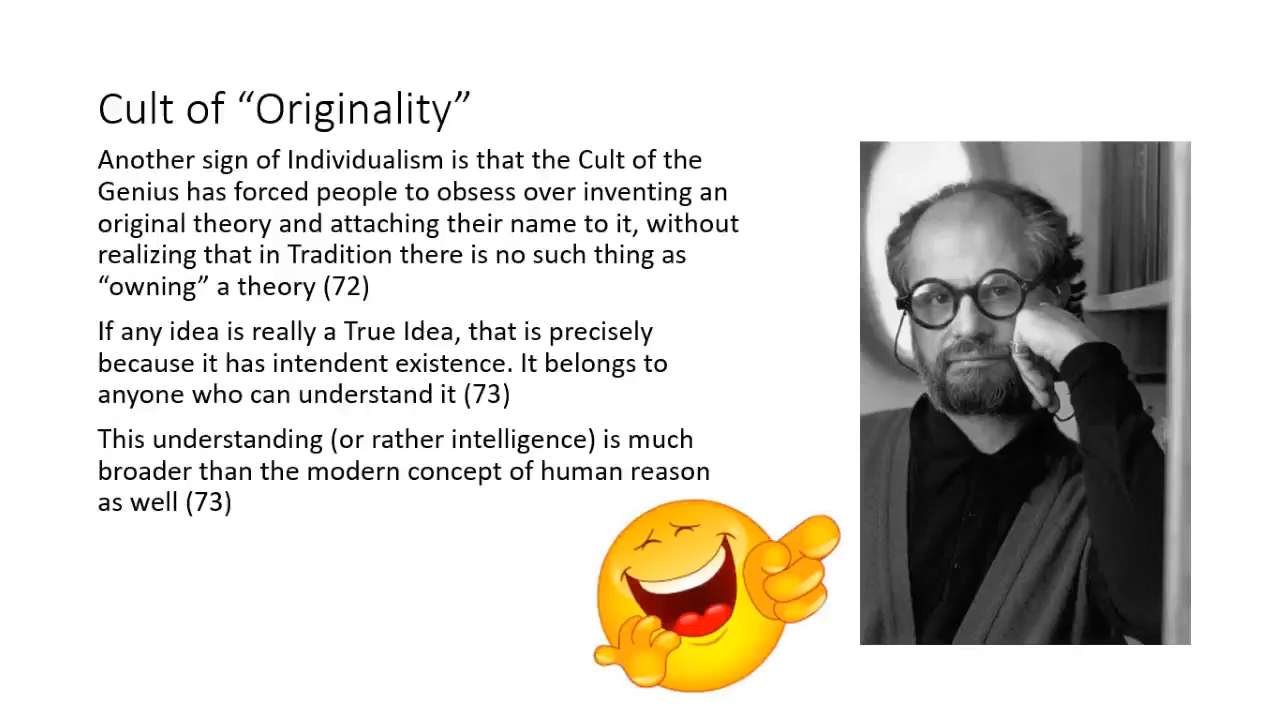 Cult of “Originality”
Another sign of Individualism is that the Cult of the
Genius has forced people to obsess over inventing an
original theory and attaching their name to it, without
realizing that in Tradition there is no such thing as
“owning” a theory (72)
If any idea is really a True Idea, that is precisely
because it has intendent existence. It belongs to
anyone who can understand it (73)
This understanding (or rather intelligence) is much
broader than the modern concept of human reason
as well (73)